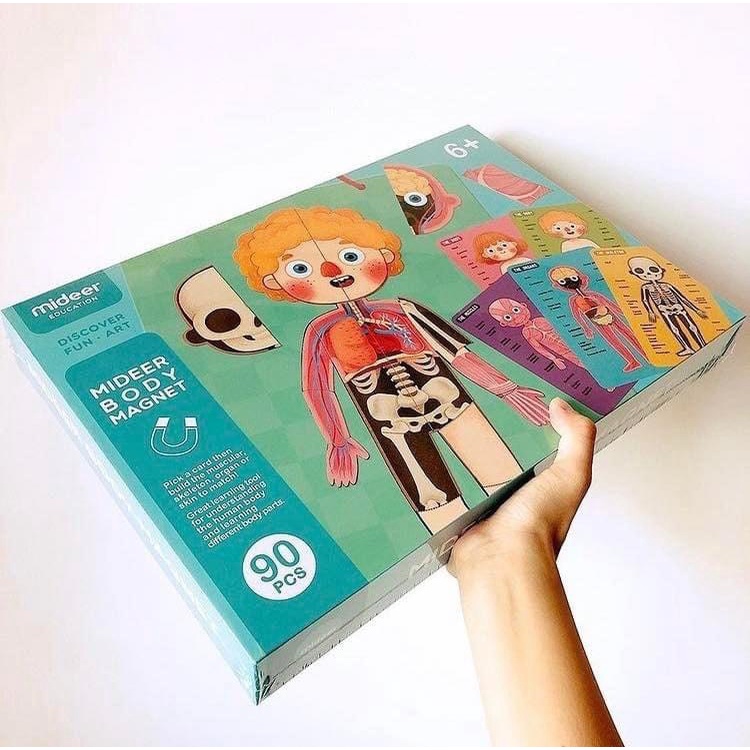 mideer
EDUCATION
DISCOVER
FUN · ART
MIDEER
BODY
MAGNET
Pick a card then
build the muscular,
skeleton, organ or
skin to match!
Great learning tool
for understanding
the human body
and learning
different body parts.
90
PCS
6+